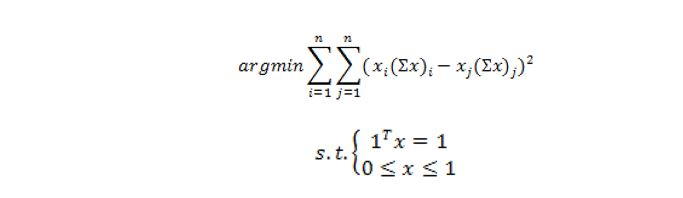 argmin ∑_{i=1}^{n} ∑_{j=1}^{n} (x_i(Σx)_i − x_j(Σx)_j)^2
s.t. { 1^T x = 1
0 ≤ x ≤ 1